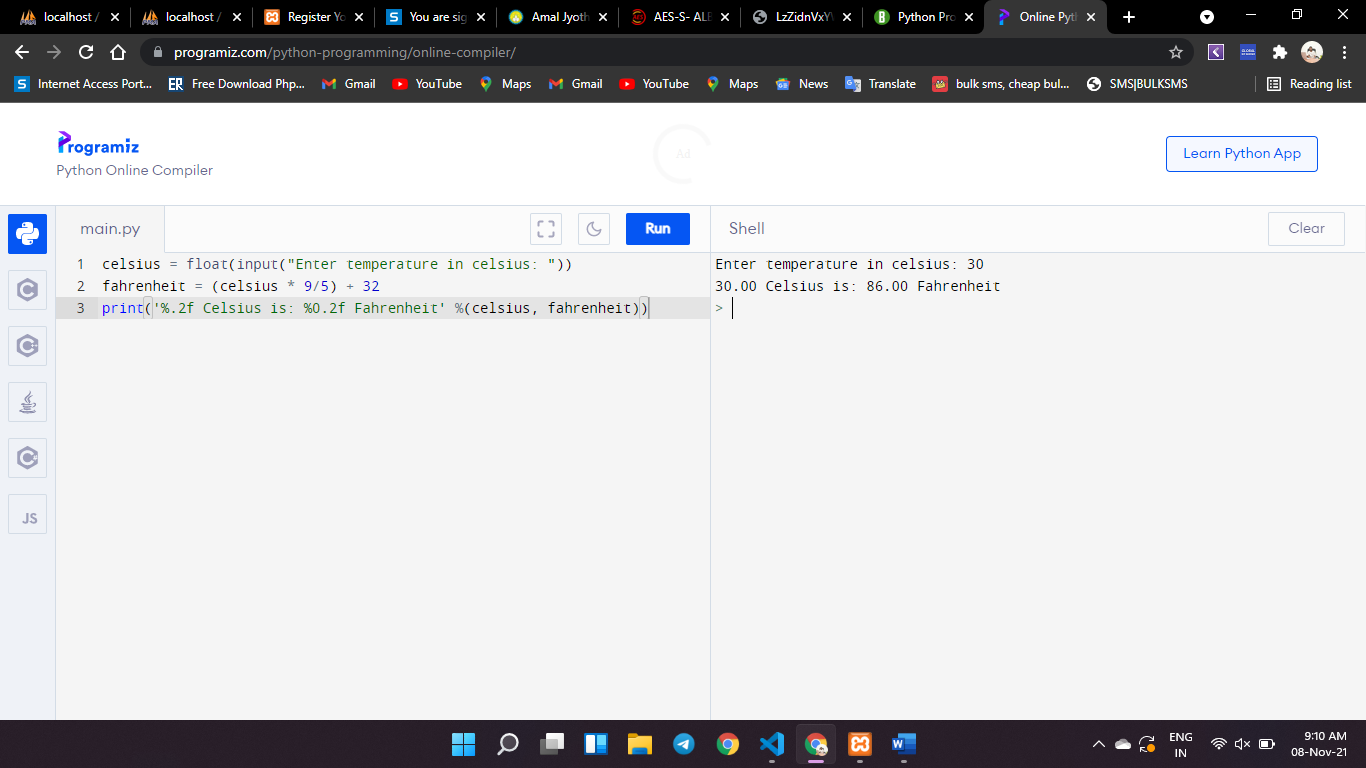 localhost /
localhost /
Register Yo
You are sig
Amal Jyoth
AES-S- ALE
LzZidnVxYV
Python Pro
Online Pyth
programiz.com/python-programming/online-compiler/
Internet Access Port...
ER Free Download Php...
Gmail
YouTube
Maps
Gmail
YouTube
Maps
News
Translate
bulk sms, cheap bul...
SMS|BULKSMS
Reading list
Programiz
Python Online Compiler
Ad
Learn Python App
main.py
Run
Shell
Clear
1 celsius = float(input("Enter temperature in celsius: "))
2 fahrenheit = (celsius * 9/5) + 32
3 print('%.2f Celsius is: %0.2f Fahrenheit' %(celsius, fahrenheit))
Enter temperature in celsius: 30
30.00 Celsius is: 86.00 Fahrenheit
>
JS
ENG
IN
9:10 AM
08-Nov-21